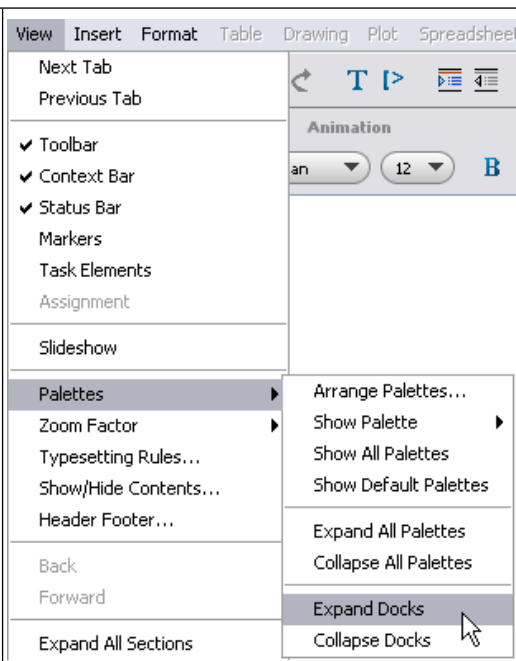 View Insert Format Table Drawing Plot Spreadsheet
T
Animation
an 12 B
Next Tab
Previous Tab
Toolbar
Context Bar
Status Bar
Markers
Task Elements
Assignment
Slideshow
Palettes
Zoom Factor
Typesetting Rules...
Show/Hide Contents...
Header Footer...
Back
Forward
Expand All Sections
Arrange Palettes...
Show Palette
Show All Palettes
Show Default Palettes
Expand All Palettes
Collapse All Palettes
Expand Docks
Collapse Docks